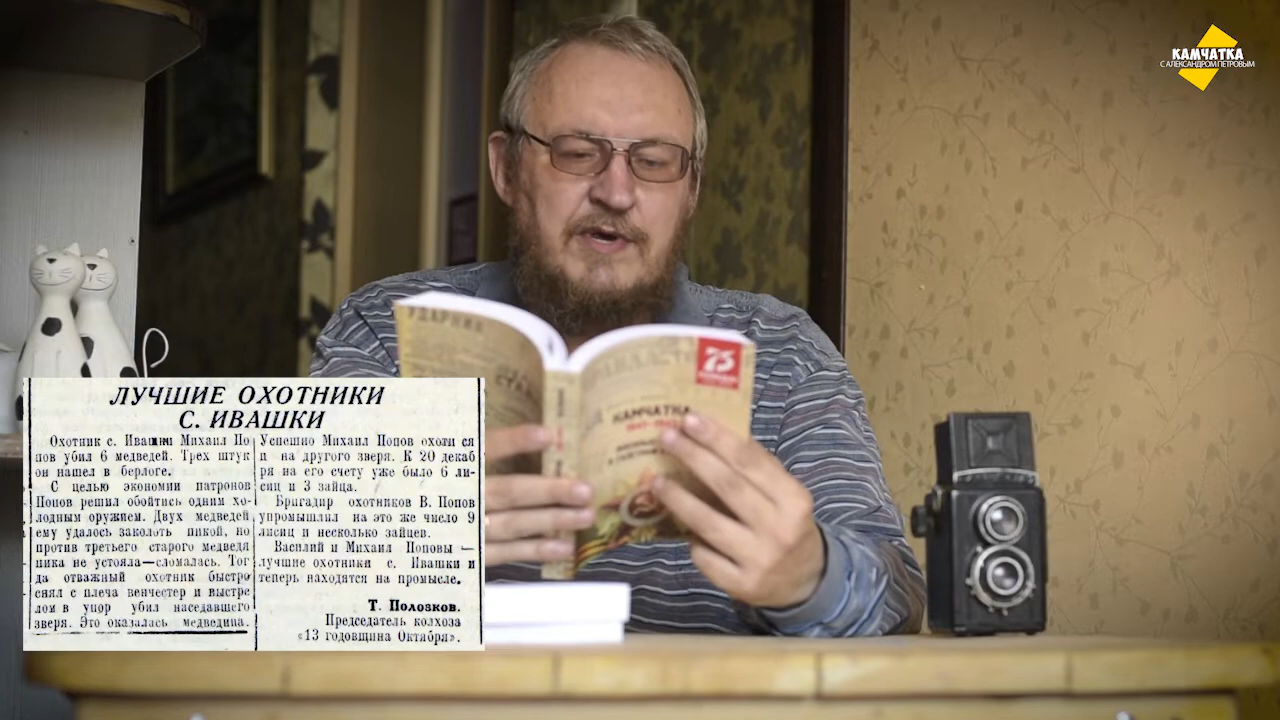 КАМЧАТКА
С АЛЕКСАНДРОМ ПЕТРОВЫМ
УДАРНИК
75
КАМЧАТКА
ЛУЧШИЕ ОХОТНИКИ
С. ИВАШКИ
Охотник с. Ивашки Михаил По
пов убил 6 медведей. Трех штук
он нашел в берлоге.
С целью экономии патронов
Попов решил обойтись одним хо-
лодным оружием. Двух медведей
ему удалось заколоть пикой, но
против третьего старого медведя
пика не устояла—сломалась. Тог
да отважный охотник быстро
снял с плеча венчестер и выстре
лом в упор убил наседавшего
зверя. Это оказалась медведица.
Успешно Михаил Попов охоти ся
и на другого зверя. К 20 декаб
ря на его счету уже было 6 ли-
сиц и 3 зайца.
Бригадир охотников В. Попов
упромышлил на это же число 9
лисиц и несколько зайцев.
Василий и Михаил Поповы —
лучшие охотники с. Ивашки и
теперь находятся на промысле.
Т. Полозков.
Председатель колхоза
«13 годовщина Октября».